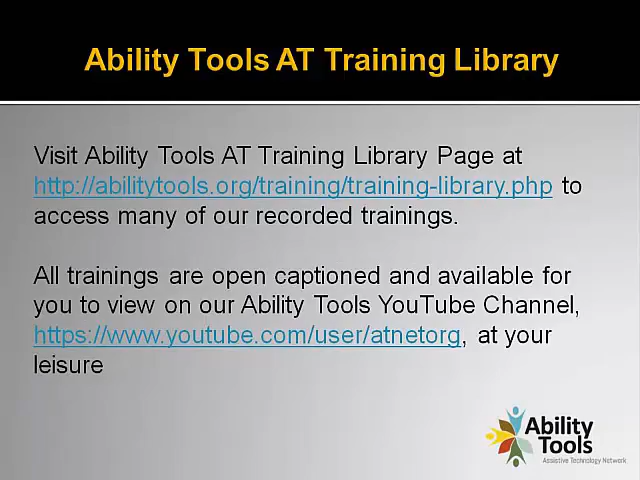 Ability Tools AT Training Library
Visit Ability Tools AT Training Library Page at
http://abilitytools.org/training/training-library.php to
access many of our recorded trainings.
All trainings are open captioned and available for
you to view on our Ability Tools YouTube Channel,
https://www.youtube.com/user/atnetorg, at your
leisure
Ability
Tools
Assistive Technology Network